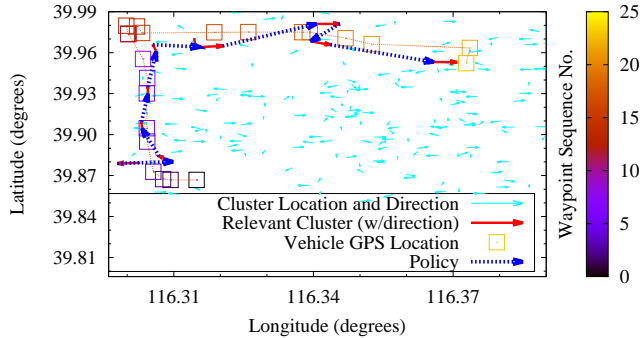 39.99
39.96
39.93
39.90
39.87
39.84
39.81
Latitude (degrees)
116.31
116.34
116.37
Longitude (degrees)
Cluster Location and Direction
Relevant Cluster (w/direction)
Vehicle GPS Location
Policy
25
20
15
10
5
0
Waypoint Sequence No.